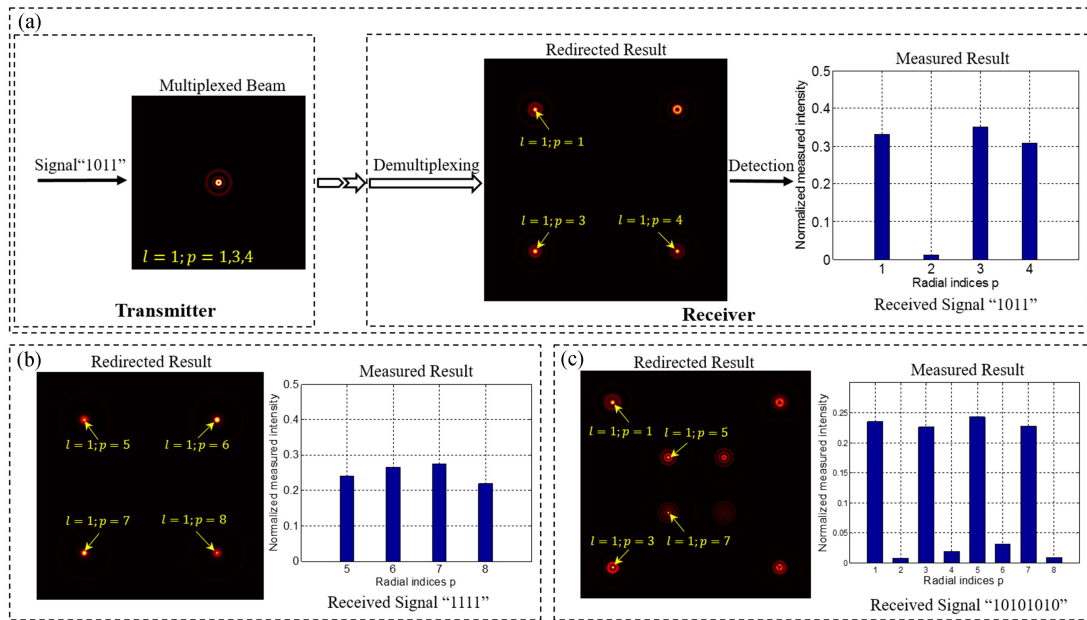 (a)
Multiplexed Beam
Signal“1011”
l = 1; p = 1,3,4
Transmitter
Demultiplexing
Redirected Result
l = 1; p = 1
l = 1; p = 3
l = 1; p = 4
Detection
Receiver
Measured Result
Normalized measured intensity
0.5
0.4
0.3
0.2
0.1
0
1 2 3 4
Radial indices p
Received Signal “1011”
(b)
Redirected Result
l = 1; p = 5
l = 1; p = 6
l = 1; p = 7
l = 1; p = 8
Measured Result
Normalized measured intensity
0.5
0.4
0.3
0.2
0.1
0
5 6 7 8
Radial indices p
Received Signal “1111”
(c)
Redirected Result
l = 1; p = 1
l = 1; p = 5
l = 1; p = 3
l = 1; p = 7
Measured Result
Normalized measured intensity
0.25
0.2
0.15
0.1
0.05
0
1 2 3 4 5 6 7 8
Radial indices p
Received Signal “10101010”